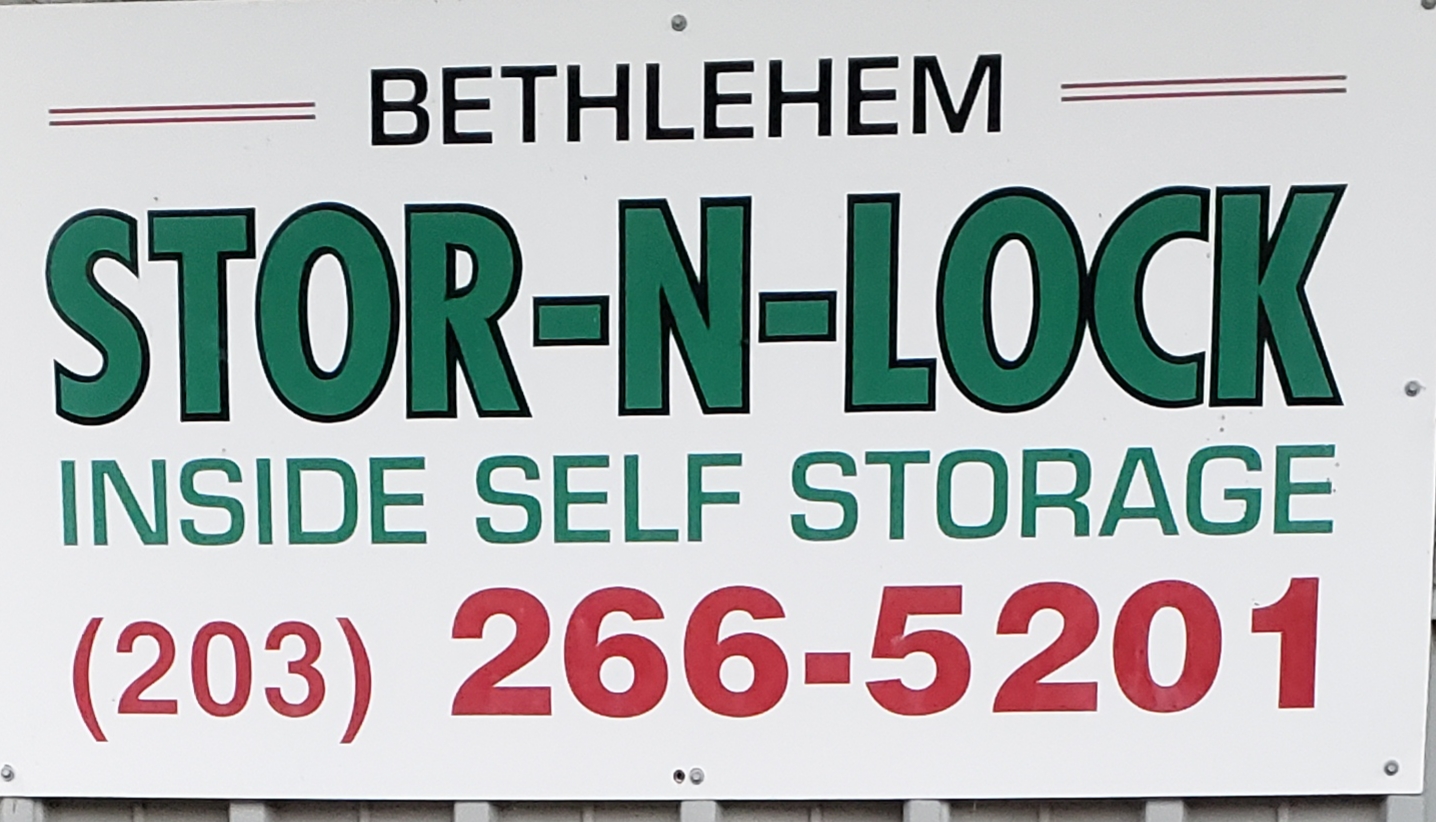 BETHLEHEM
STOR-N-LOCK
INSIDE SELF STORAGE
(203) 266-5201